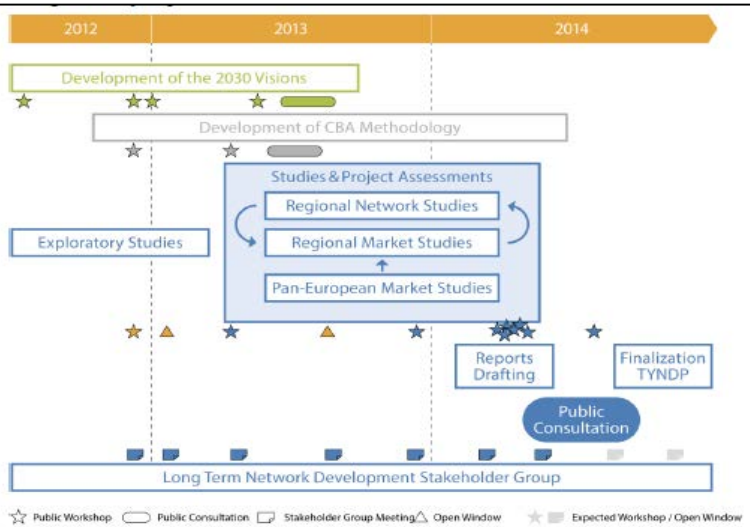 2012
2013
2014
Development of the 2030 Visions
Development of CBA Methodology
Studies & Project Assessments
Regional Network Studies
Exploratory Studies
Regional Market Studies
Pan-European Market Studies
Reports
Drafting
Finalization
TYNDP
Public
Consultation
Long Term Network Development Stakeholder Group
Public Workshop
Public Consultation
Stakeholder Group Meeting
Open Window
Expected Workshop / Open Window